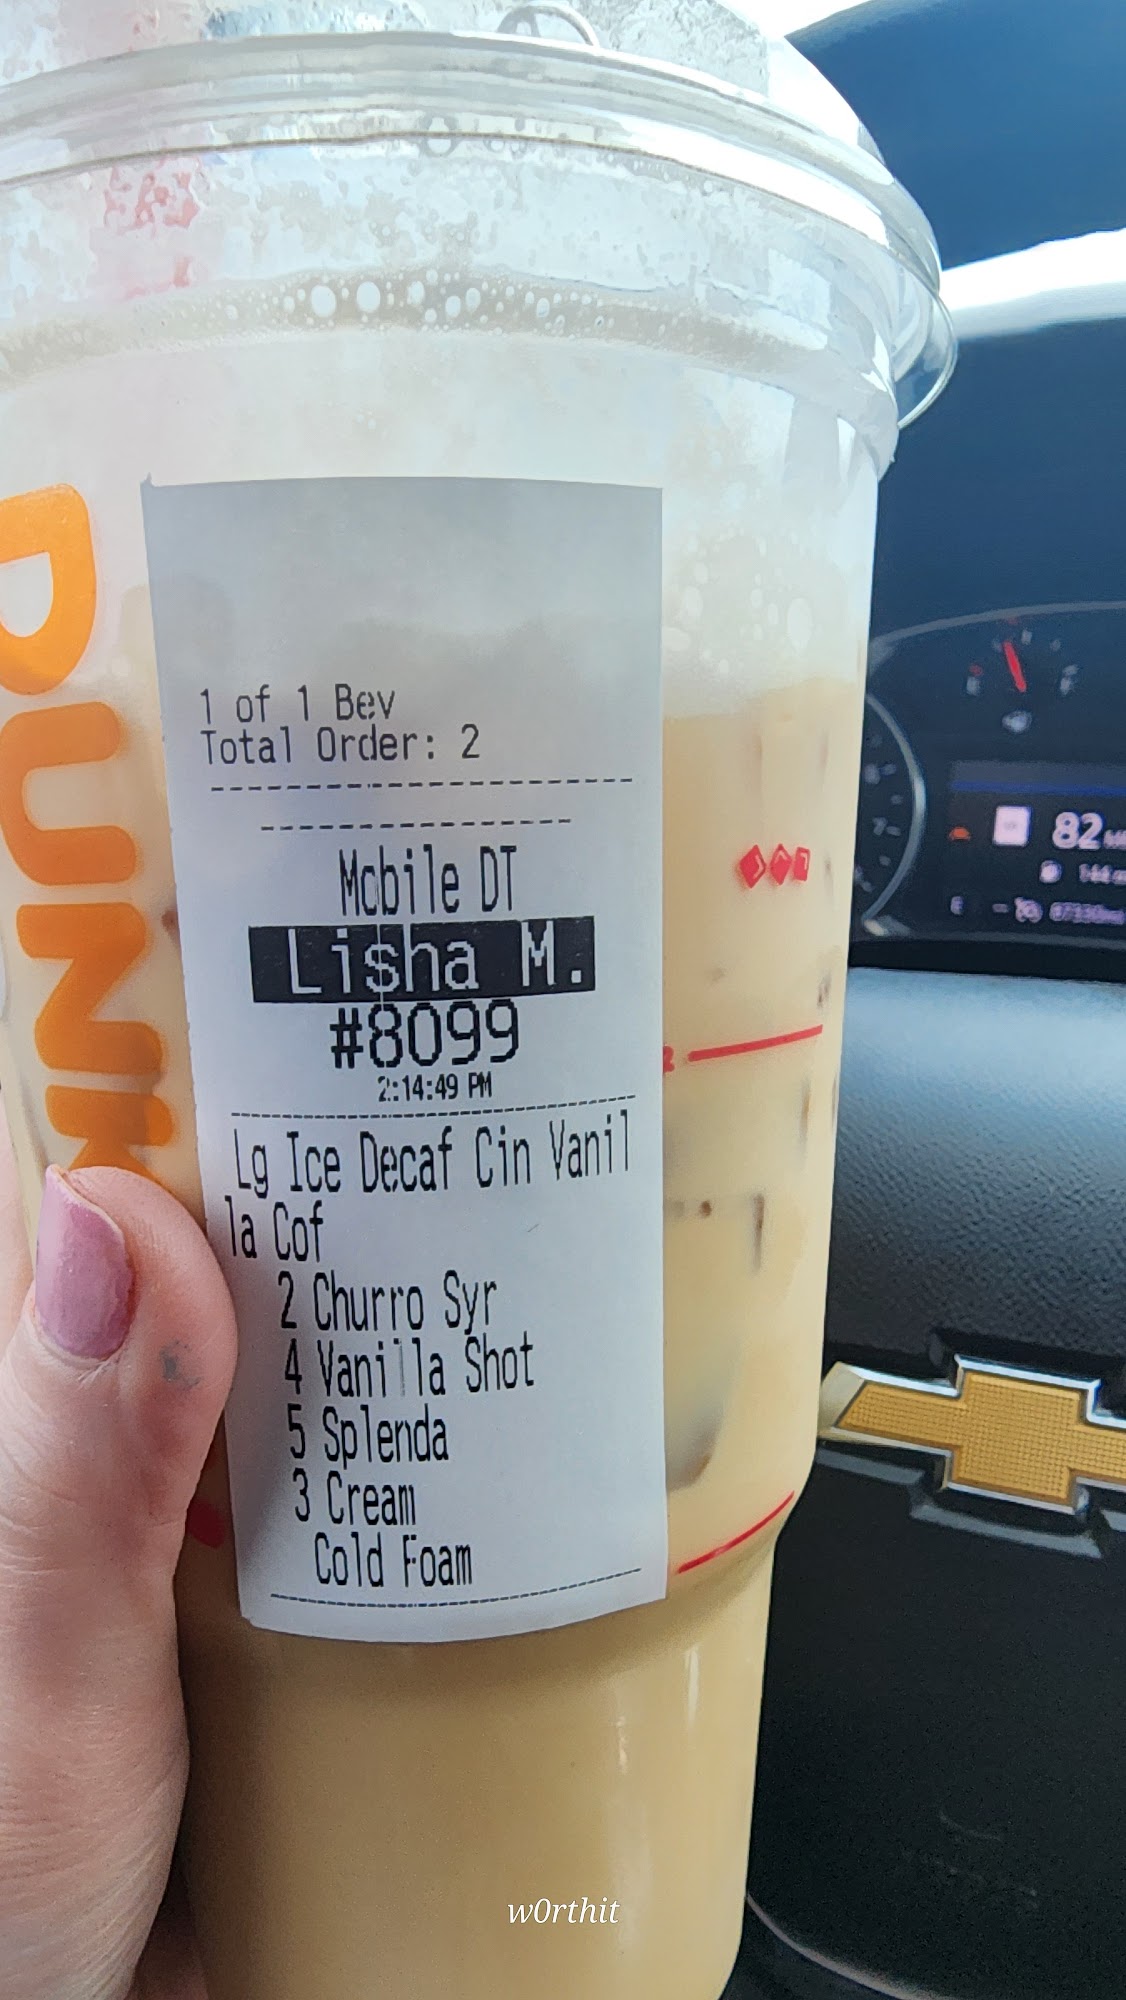 DUNK
1 of 1 Bev
Total Order: 2
Mobile DT
Lisha M.
#8099
2:14:49 PM
Lg Ice Decaf Cin Vanil
la Cof
2 Churro Syr
4 Vanilla Shot
5 Splenda
3 Cream
Cold Foam
E F
82
E
w0rthit